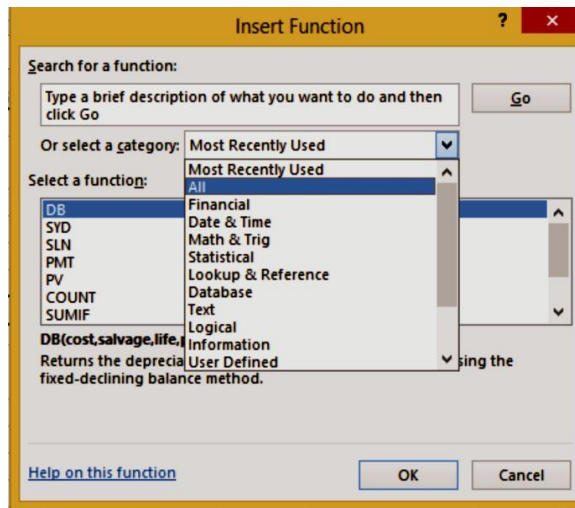 Insert Function
?
Search for a function:
Type a brief description of what you want to do and then
click Go
Go
Or select a category: Most Recently Used
Most Recently Used
All
Financial
Date & Time
Math & Trig
Statistical
Lookup & Reference
Database
Text
Logical
Information
User Defined
Select a function:
DB
SYD
SLN
PMT
PV
COUNT
SUMIF
DB(cost,salvage,life,
Returns the deprecia
sing the
fixed-declining balance method.
Help on this function
OK
Cancel